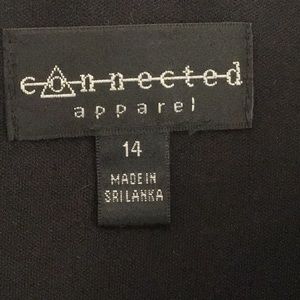 connected
apparel
14
MADE IN
SRI LANKA